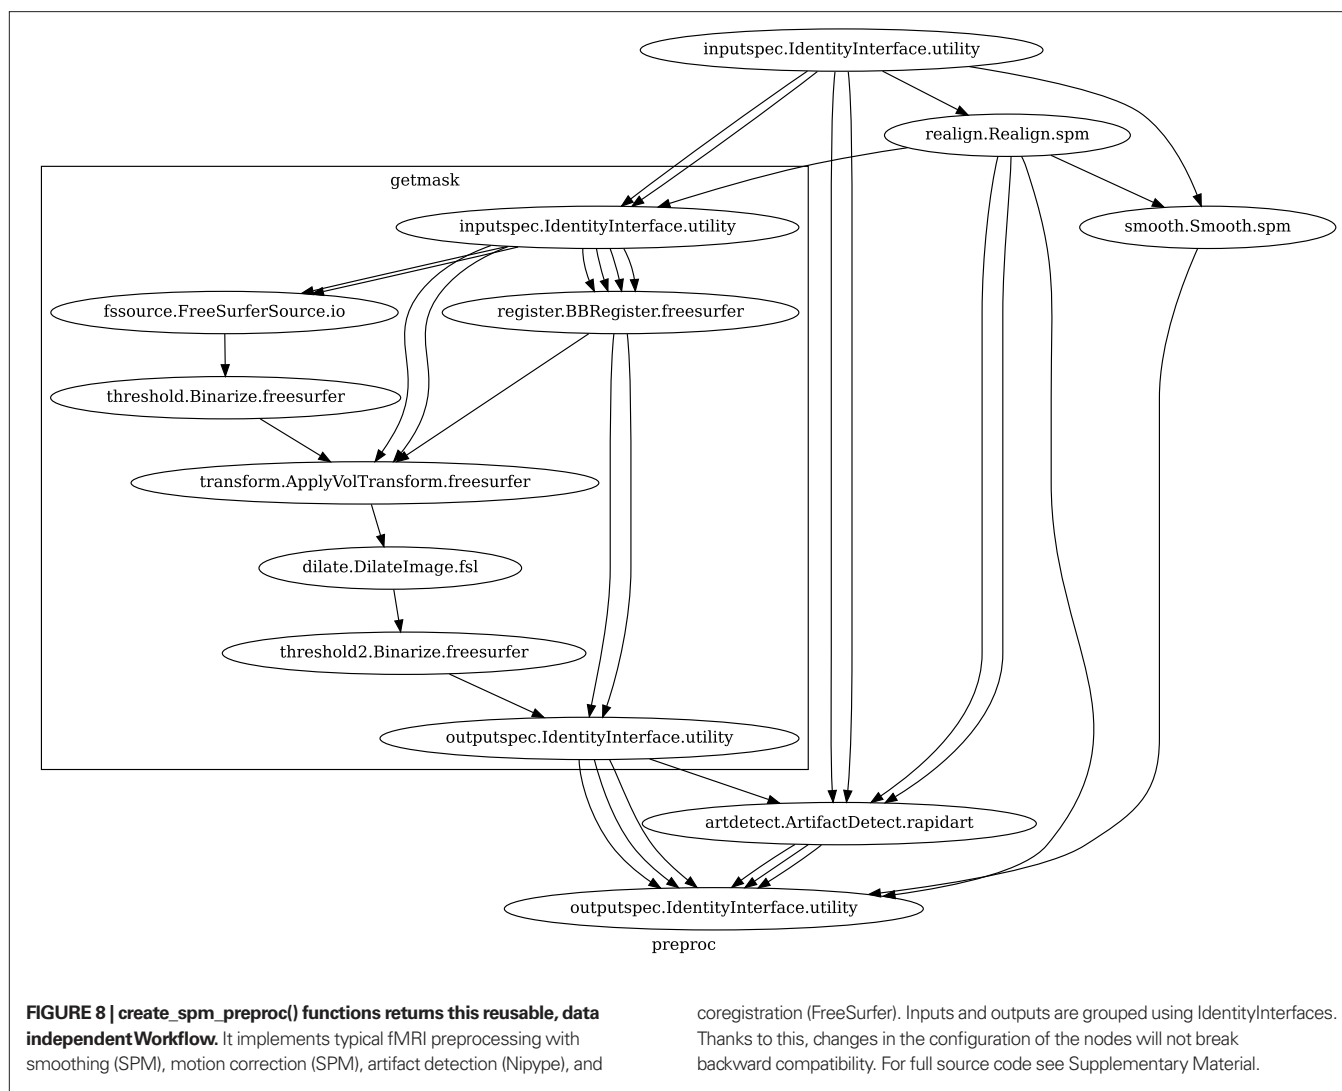 inputspec.IdentityInterface.utility
realign.Realign.spm
getmask
inputspec.IdentityInterface.utility
smooth.Smooth.spm
fssource.FreeSurferSource.io
register.BBRegister.freesurfer
threshold.Binarize.freesurfer
transform.ApplyVolTransform.freesurfer
dilate.DilateImage.fsl
threshold2.Binarize.freesurfer
outputspec.IdentityInterface.utility
artdetect.ArtifactDetect.rapidart
outputspec.IdentityInterface.utility
preproc
FIGURE 8 | create_spm_preproc() functions returns this reusable, data
independent Workflow. It implements typical fMRI preprocessing with
smoothing (SPM), motion correction (SPM), artifact detection (Nipype), and
coregistration (FreeSurfer). Inputs and outputs are grouped using IdentityInterfaces.
Thanks to this, changes in the configuration of the nodes will not break
backward compatibility. For full source code see Supplementary Material.